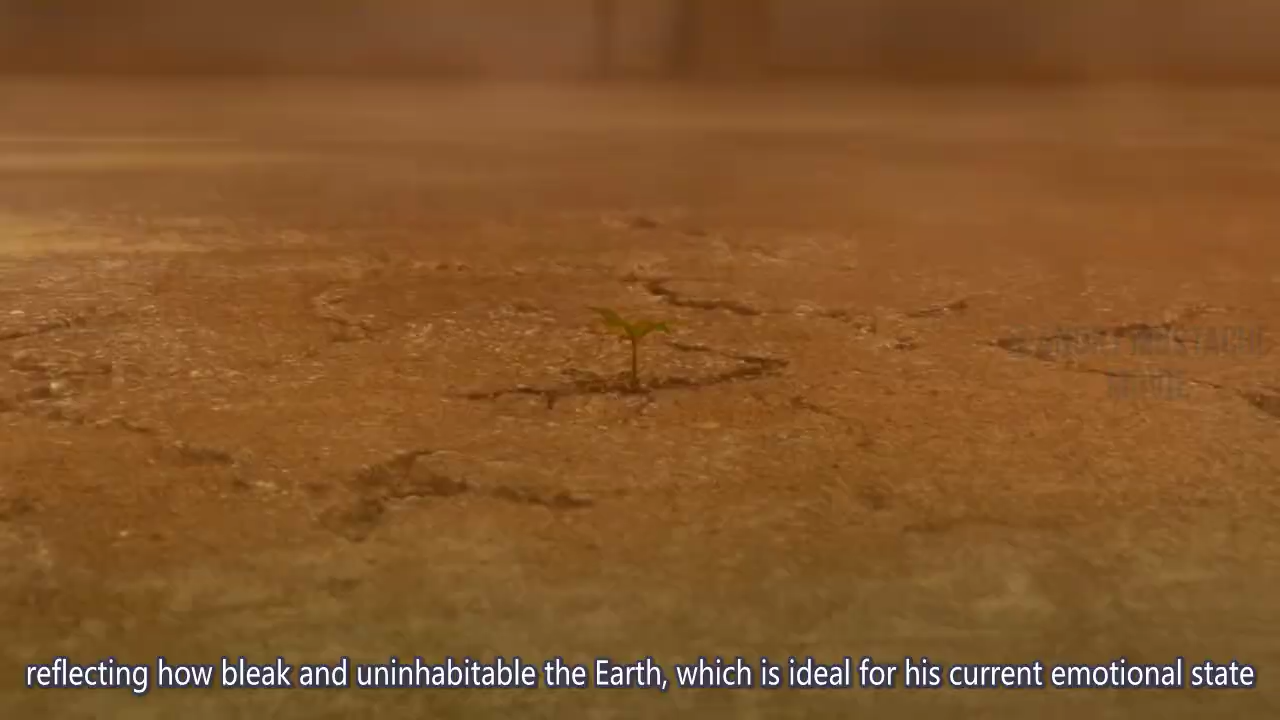 reflecting how bleak and uninhabitable the Earth, which is ideal for his current emotional state